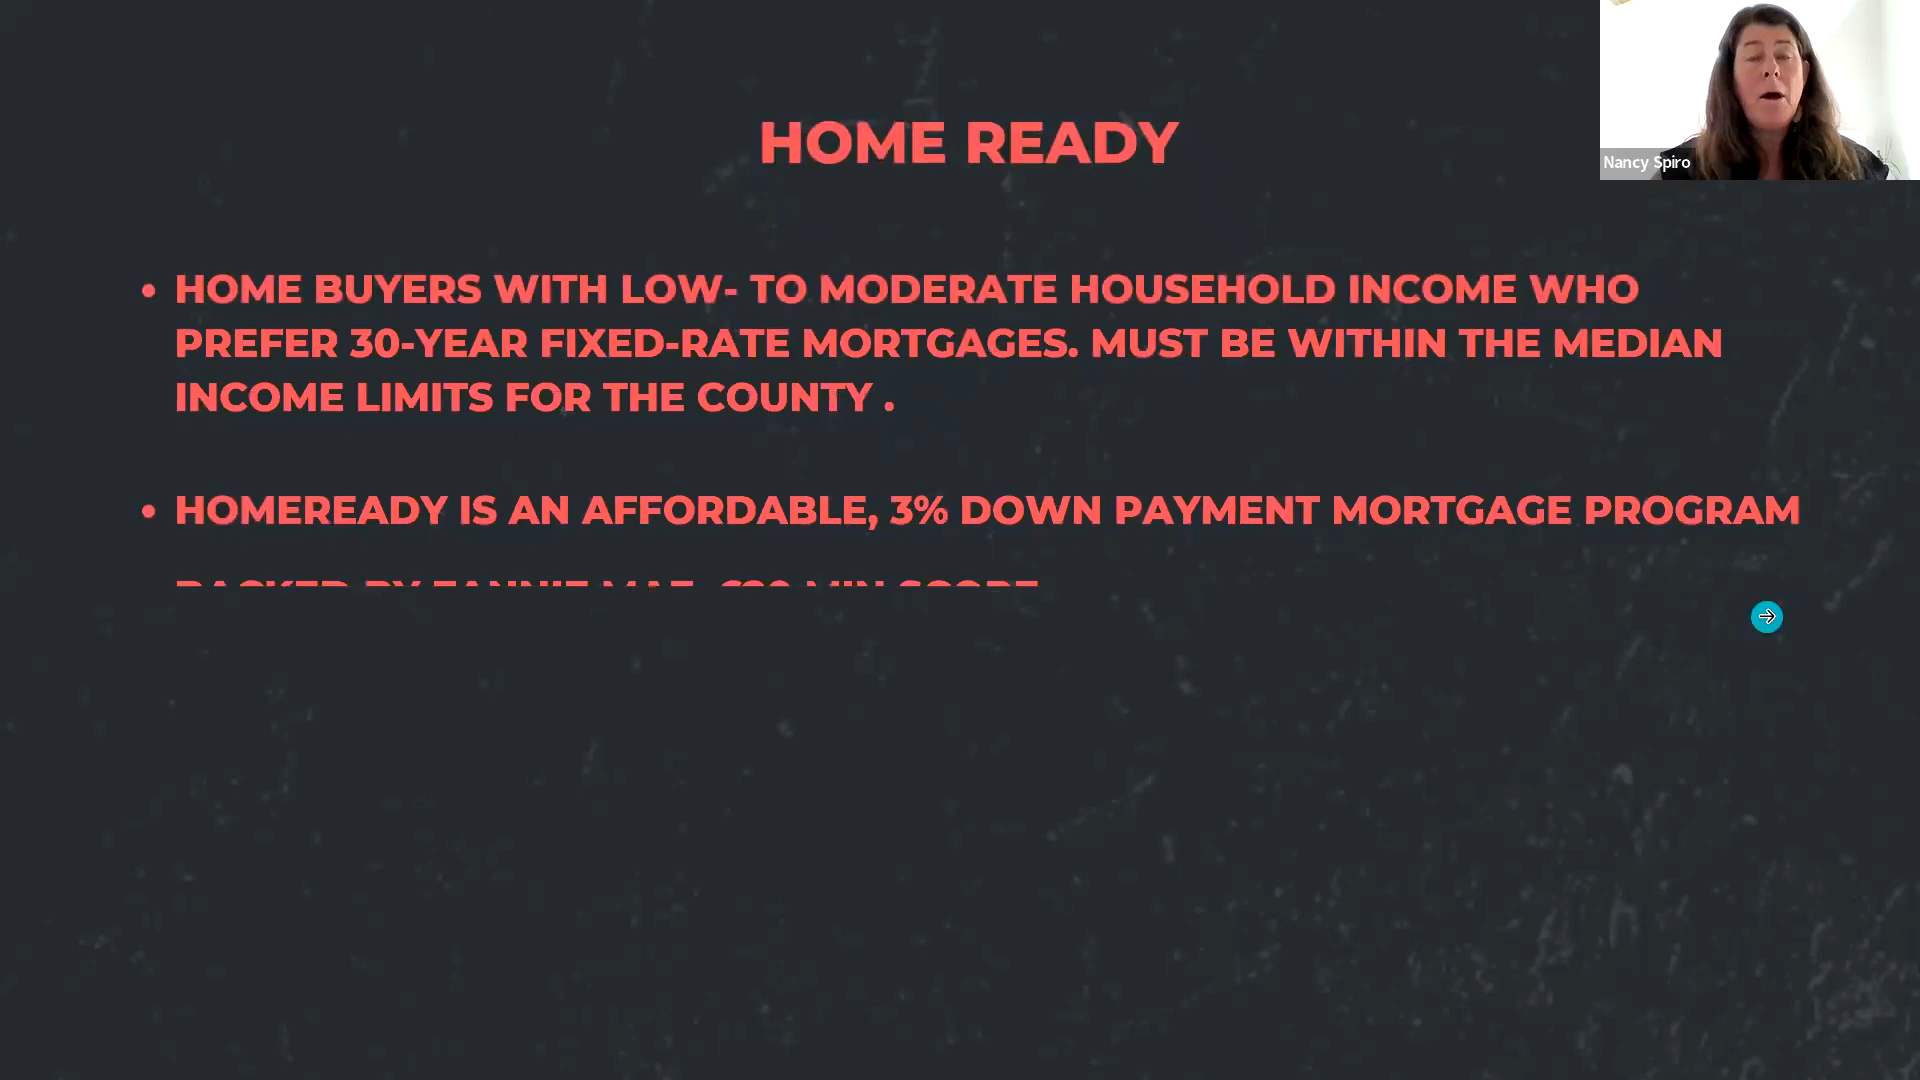 Nancy Spiro
HOME READY
• HOME BUYERS WITH LOW- TO MODERATE HOUSEHOLD INCOME WHO
PREFER 30-YEAR FIXED-RATE MORTGAGES. MUST BE WITHIN THE MEDIAN
INCOME LIMITS FOR THE COUNTY .
• HOMEREADY IS AN AFFORDABLE, 3% DOWN PAYMENT MORTGAGE PROGRAM